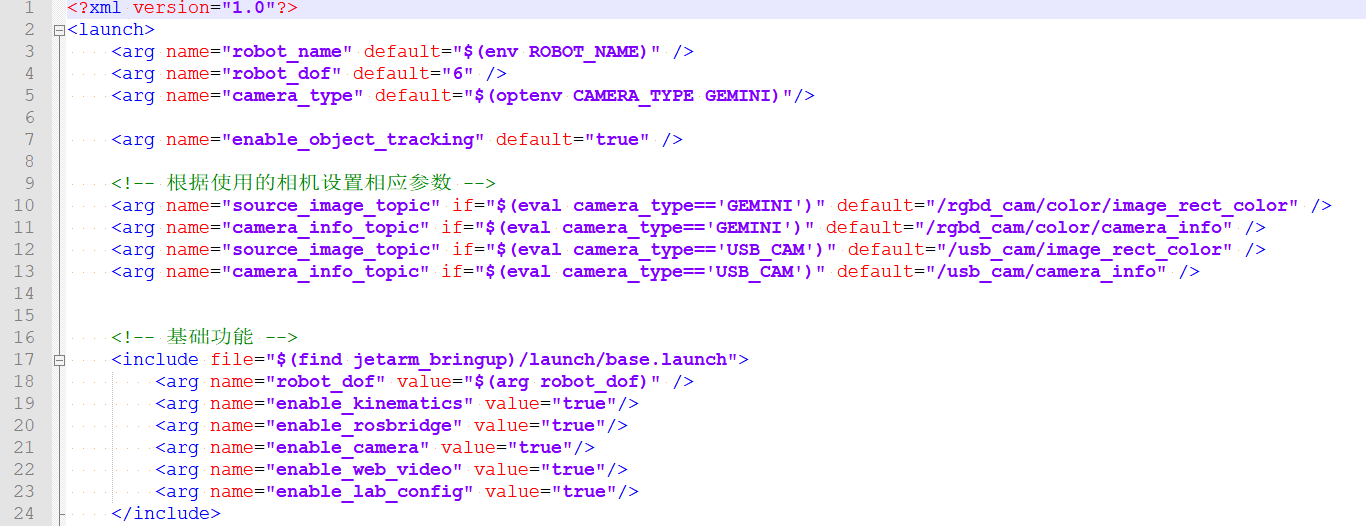 1 <?xml version="1.0"?>
2 <launch>
3 <arg name="robot_name" default="$(env ROBOT_NAME)" />
4 <arg name="robot_dof" default="6" />
5 <arg name="camera_type" default="$(optenv CAMERA_TYPE GEMINI)"/>
6
7 <arg name="enable_object_tracking" default="true" />
8
9 <!-- 根据使用的相机设置相应参数 -->
10 <arg name="source_image_topic" if="$(eval camera_type=='GEMINI')" default="/rgbd_cam/color/image_rect_color" />
11 <arg name="camera_info_topic" if="$(eval camera_type=='GEMINI')" default="/rgbd_cam/color/camera_info" />
12 <arg name="source_image_topic" if="$(eval camera_type=='USB_CAM')" default="/usb_cam/image_rect_color" />
13 <arg name="camera_info_topic" if="$(eval camera_type=='USB_CAM')" default="/usb_cam/camera_info" />
14
15
16 <!-- 基础功能 -->
17 <include file="$(find jetarm_bringup)/launch/base.launch">
18 <arg name="robot_dof" value="$(arg robot_dof)" />
19 <arg name="enable_kinematics" value="true"/>
20 <arg name="enable_rosbridge" value="true"/>
21 <arg name="enable_camera" value="true"/>
22 <arg name="enable_web_video" value="true"/>
23 <arg name="enable_lab_config" value="true"/>
24 </include>